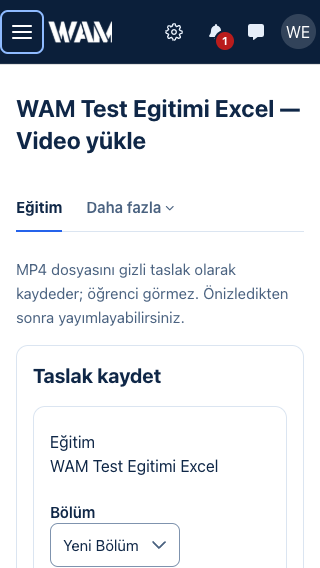 WAM
1
WE
WAM Test Egitimi Excel —
Video yükle
Eğitim
Daha fazla
MP4 dosyasını gizli taslak olarak
kaydeder; öğrenci görmez. Önizledikten
sonra yayımlayabilirsiniz.
Taslak kaydet
Eğitim
WAM Test Egitimi Excel
Bölüm
Yeni Bölüm